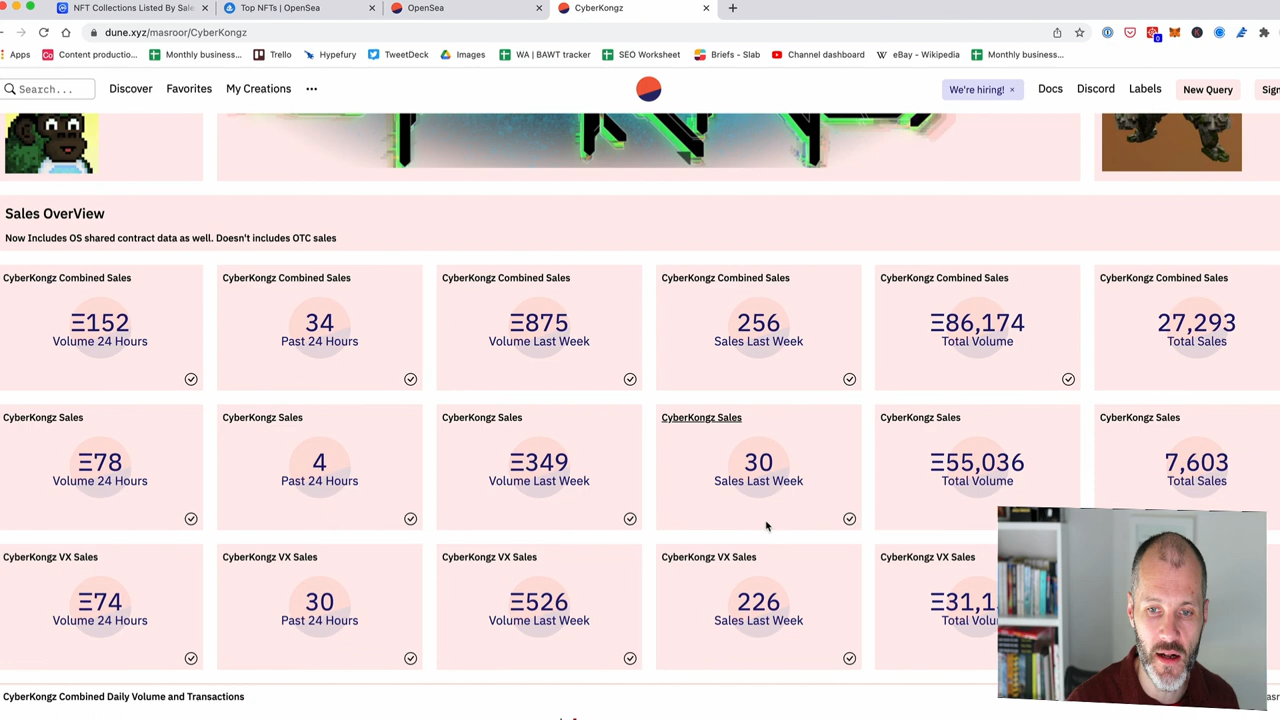 NFT Collections Listed By Sale
Top NFTs | OpenSea
OpenSea
CyberKongz
dune.xyz/masroor/CyberKongz
Apps
Content productio...
Monthly business...
Trello
Hypefury
TweetDeck
Images
WA | BAWT tracker
SEO Worksheet
Briefs - Slab
Channel dashboard
eBay - Wikipedia
Monthly business...
Search...
Discover
Favorites
My Creations
We're hiring! ×
Docs
Discord
Labels
New Query
Sign
Sales OverView
Now Includes OS shared contract data as well. Doesn't includes OTC sales
CyberKongz Combined Sales
Ξ152
Volume 24 Hours
CyberKongz Combined Sales
34
Past 24 Hours
CyberKongz Combined Sales
Ξ875
Volume Last Week
CyberKongz Combined Sales
256
Sales Last Week
CyberKongz Combined Sales
Ξ86,174
Total Volume
CyberKongz Combined Sales
27,293
Total Sales
CyberKongz Sales
Ξ78
Volume 24 Hours
CyberKongz Sales
4
Past 24 Hours
CyberKongz Sales
Ξ349
Volume Last Week
CyberKongz Sales
30
Sales Last Week
CyberKongz Sales
Ξ55,036
Total Volume
CyberKongz Sales
7,603
Total Sales
CyberKongz VX Sales
Ξ74
Volume 24 Hours
CyberKongz VX Sales
30
Past 24 Hours
CyberKongz VX Sales
Ξ526
Volume Last Week
CyberKongz VX Sales
226
Sales Last Week
CyberKongz VX Sales
Ξ31,1
Total Volu
CyberKongz Combined Daily Volume and Transactions